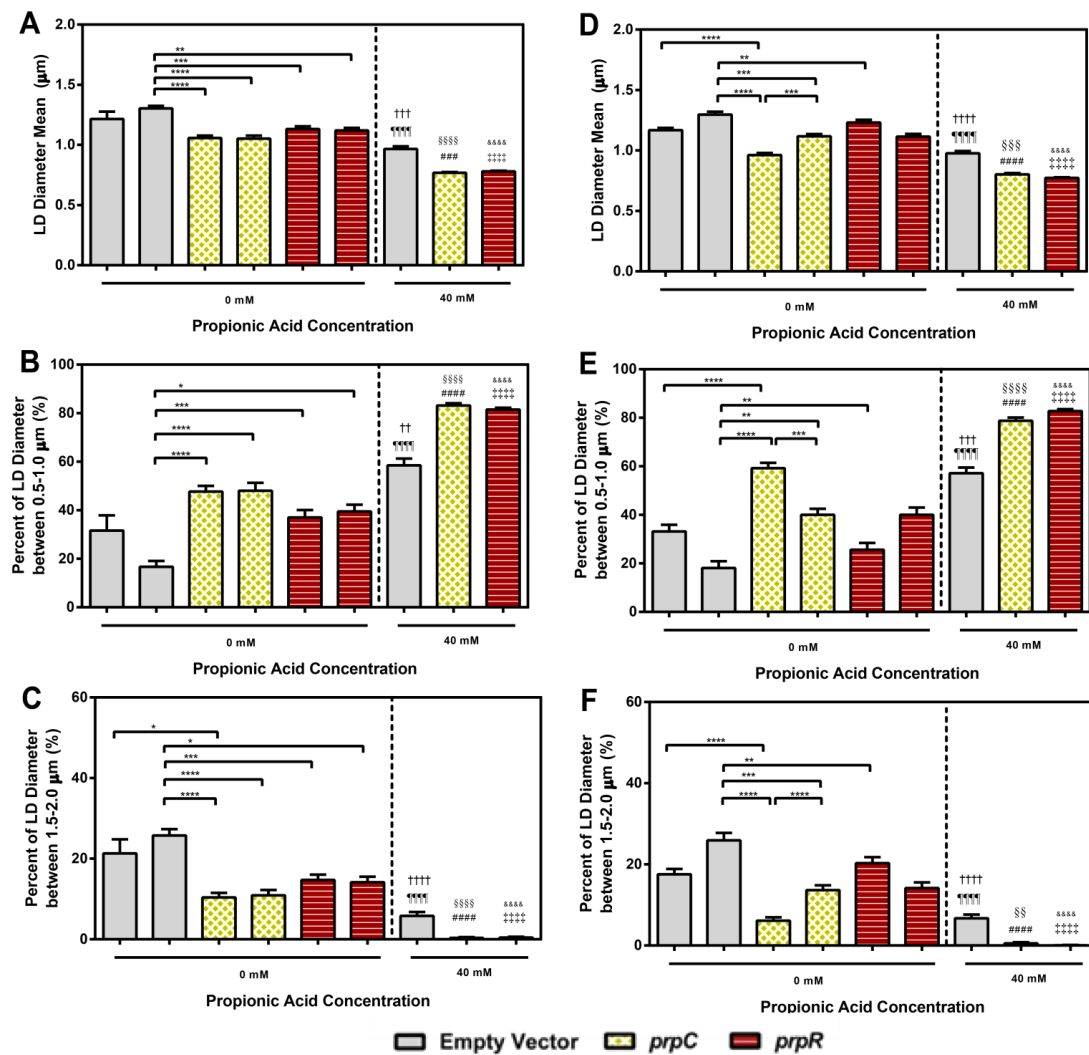 A
LD Diameter Mean (μm)
2.0
1.5
1.0
0.5
0.0
**
***
****
****
†††
¶¶¶¶
§§§§
###
&&&&
‡‡‡‡
0 mM
40 mM
Propionic Acid Concentration
D
LD Diameter Mean (μm)
2.0
1.5
1.0
0.5
0.0
****
**
***
**** ***
††††
¶¶¶¶
§§§
####
&&&&
‡‡‡‡
0 mM
40 mM
Propionic Acid Concentration
B
Percent of LD Diameter
between 0.5-1.0 μm (%)
100
80
60
40
20
0
*
***
****
****
††
¶¶¶¶
§§§§
####
&&&&
‡‡‡‡
0 mM
40 mM
Propionic Acid Concentration
E
Percent of LD Diameter
between 0.5-1.0 μm (%)
100
80
60
40
20
0
****
**
**
**** ***
†††
¶¶¶¶
§§§§
####
&&&&
‡‡‡‡
0 mM
40 mM
Propionic Acid Concentration
C
Percent of LD Diameter
between 1.5-2.0 μm (%)
60
40
20
0
*
*
***
****
****
††††
¶¶¶¶
§§§§
####
&&&&
‡‡‡‡
0 mM
40 mM
Propionic Acid Concentration
F
Percent of LD Diameter
between 1.5-2.0 μm (%)
60
40
20
0
****
**
***
**** ****
††††
¶¶¶¶
§§
####
&&&&
‡‡‡‡
0 mM
40 mM
Propionic Acid Concentration
Empty Vector prpC prpR